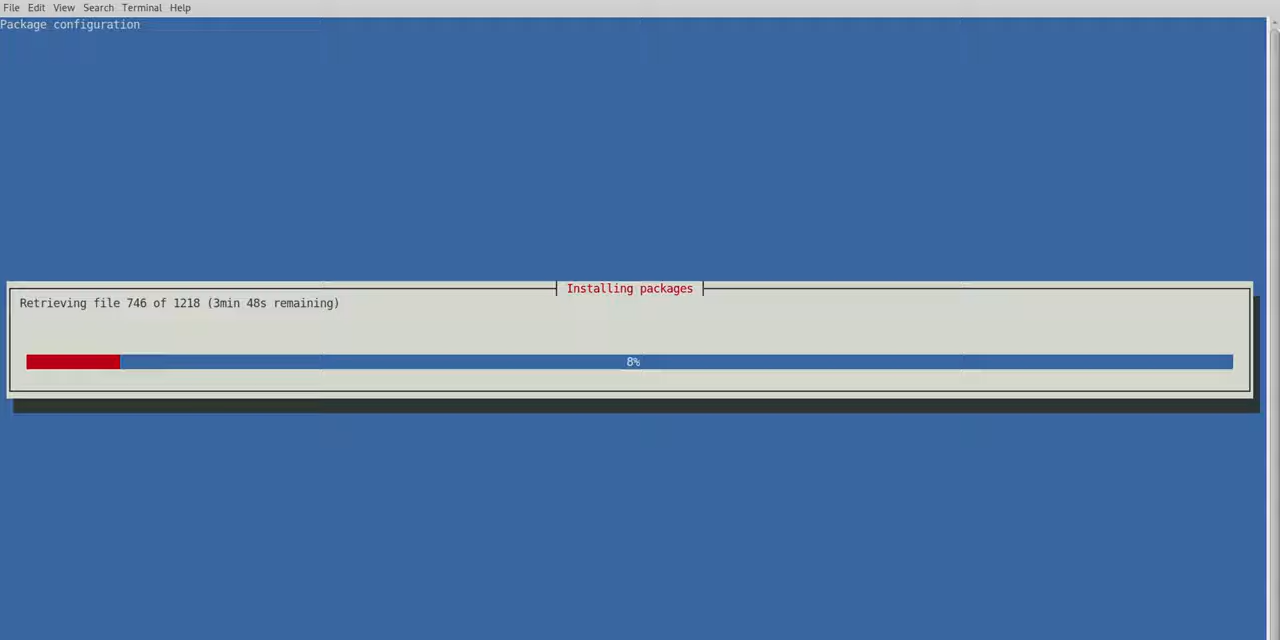 File Edit View Search Terminal Help
Package configuration
Installing packages
Retrieving file 746 of 1218 (3min 48s remaining)
8%